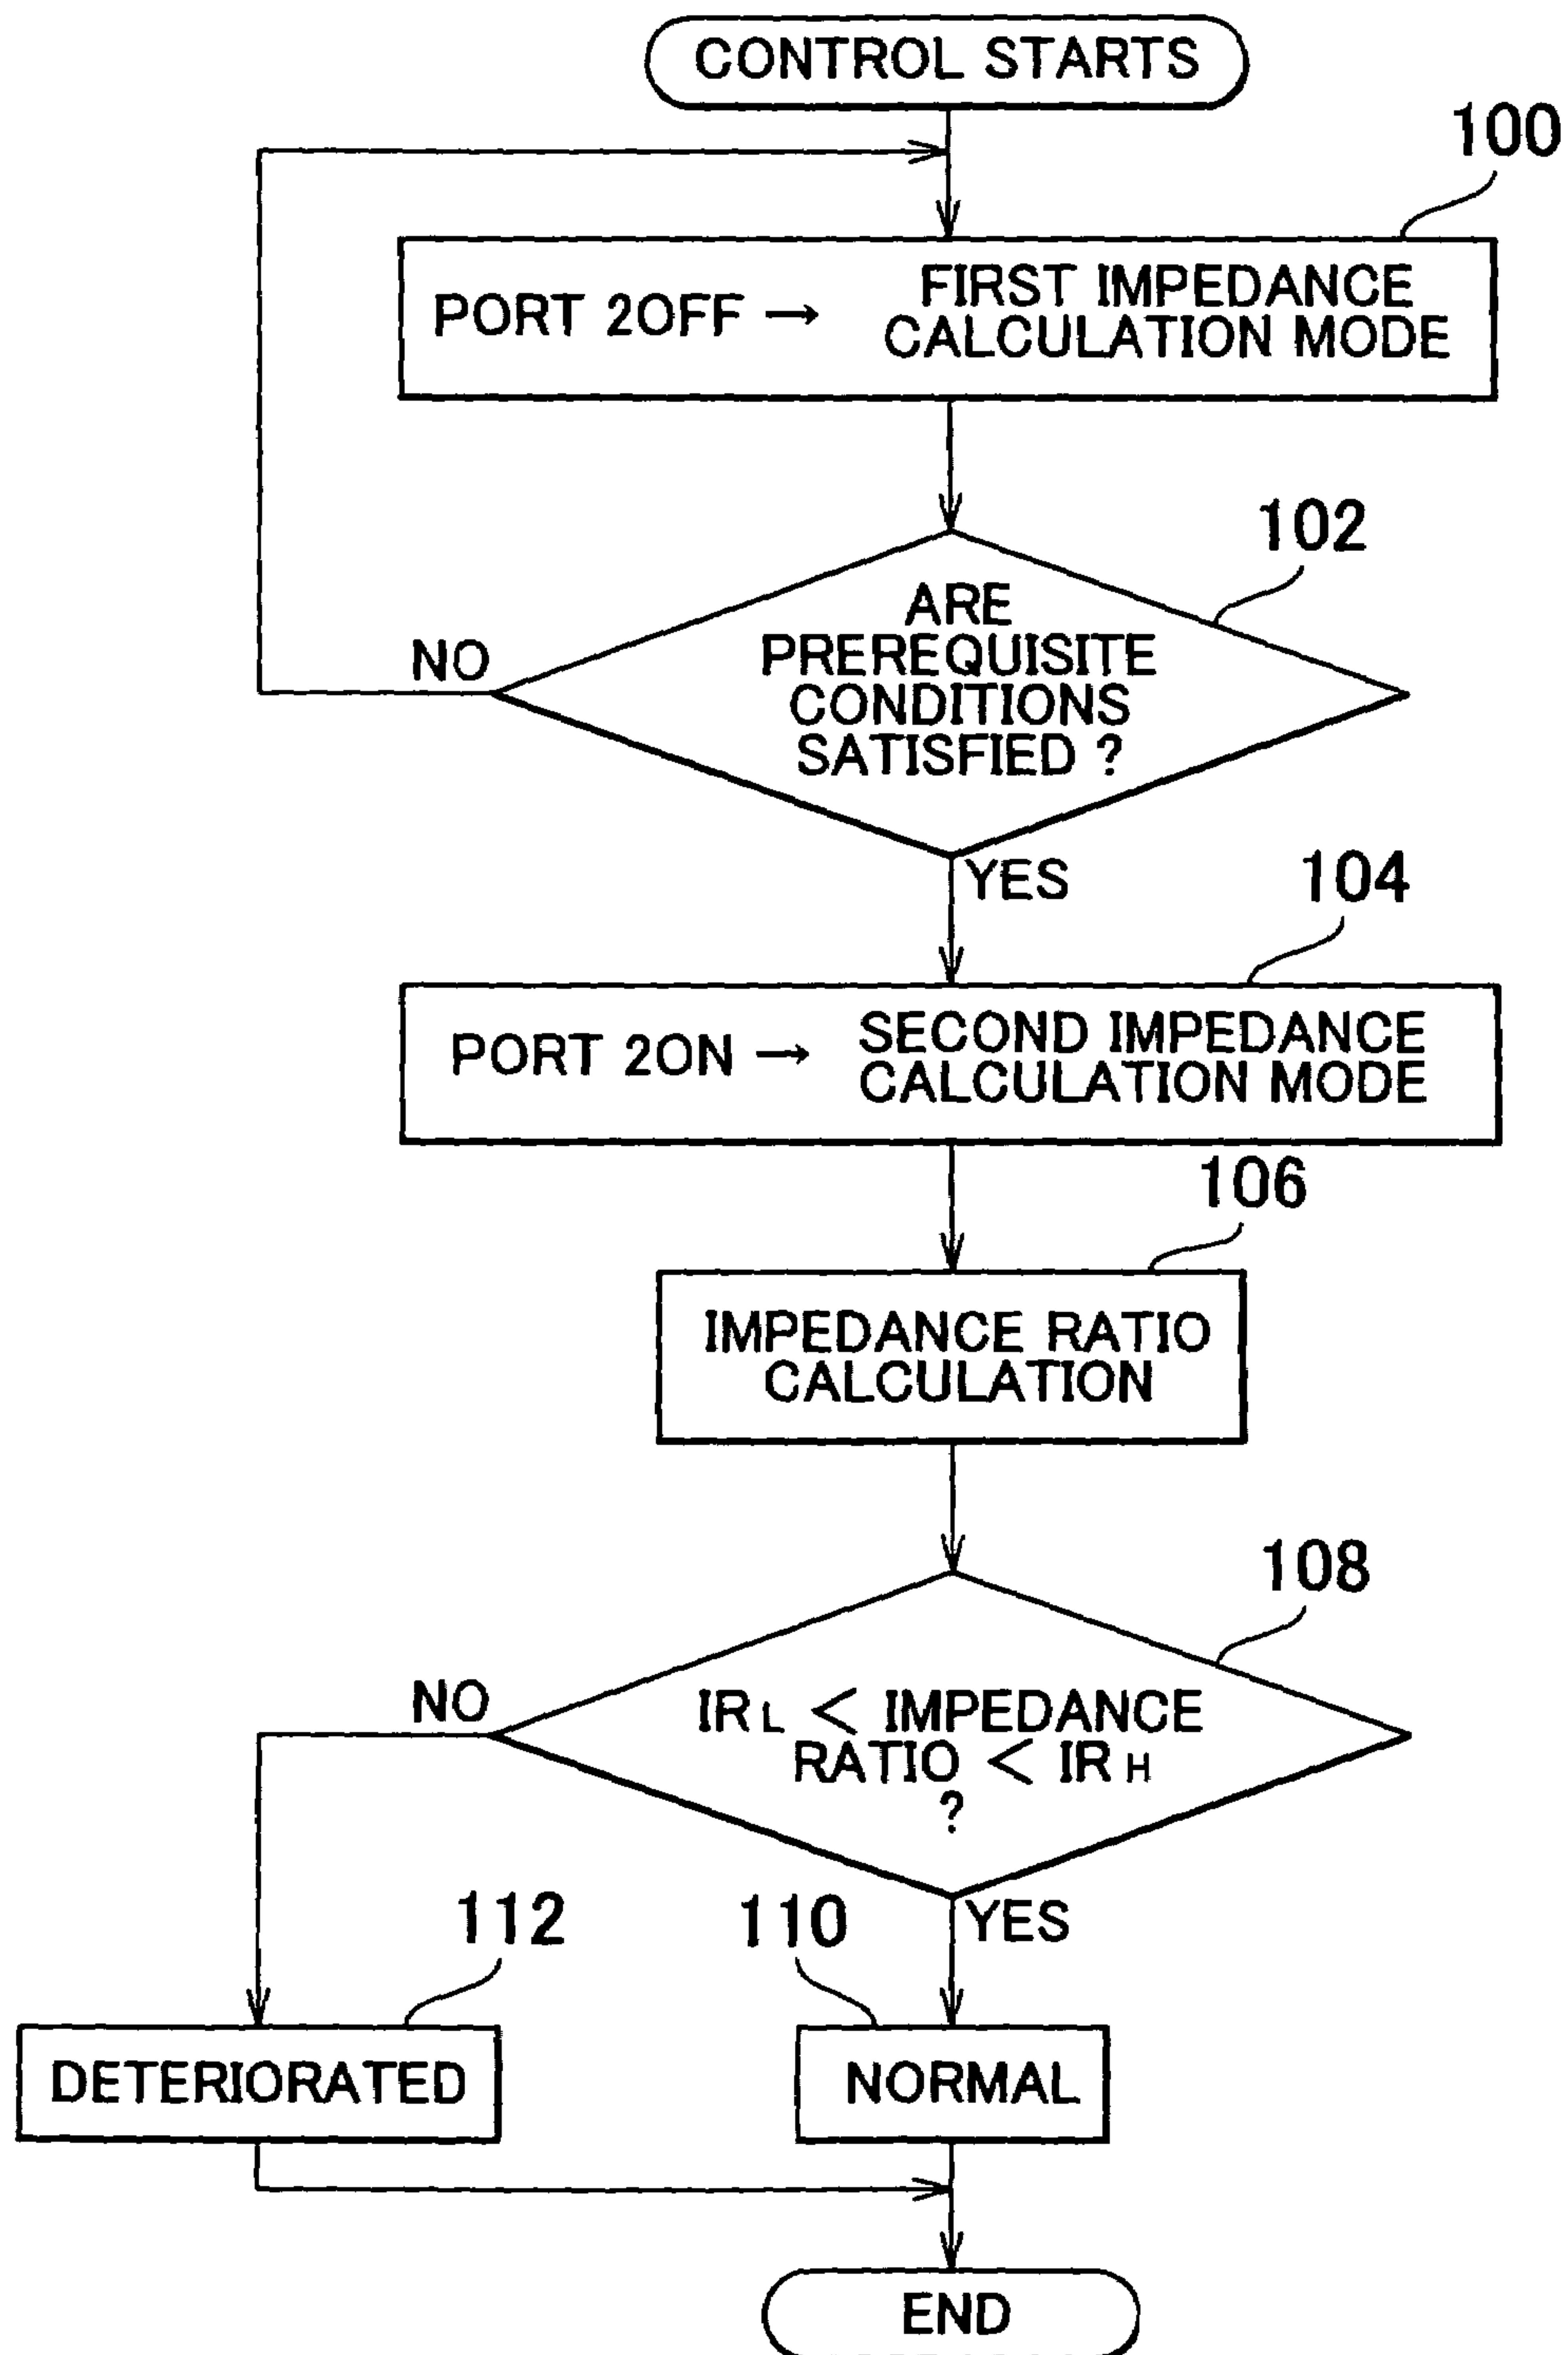 CONTROL STARTS
100
PORT 2OFF → FIRST IMPEDANCE
CALCULATION MODE
102
ARE
PREREQUISITE
CONDITIONS
SATISFIED ?
NO
YES
104
PORT 2ON → SECOND IMPEDANCE
CALCULATION MODE
106
IMPEDANCE RATIO
CALCULATION
108
IRL < IMPEDANCE
RATIO < IRH
?
NO
YES
112
110
DETERIORATED
NORMAL
END